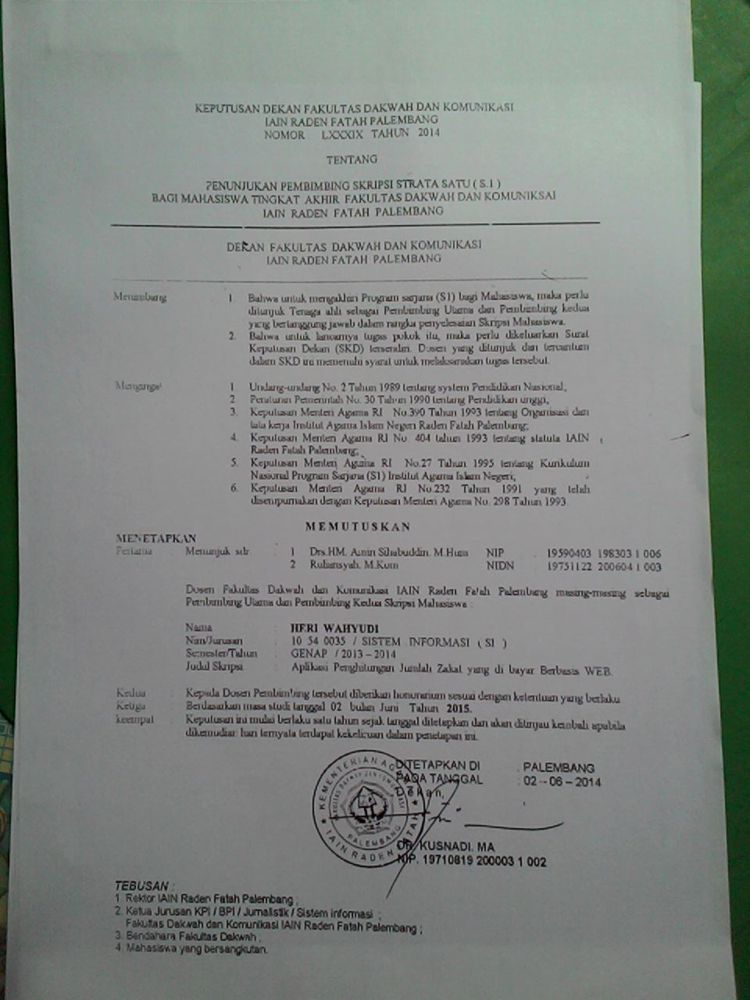 KEPUTUSAN DEKAN FAKULTAS DAKWAH DAN KOMUNIKASI
IAIN RADEN FATAH PALEMBANG
NOMOR LXXXIX TAHUN 2014
TENTANG
PENUNJUKAN PEMBIMBING SKRIPSI STRATA SATU ( S.1 )
BAGI MAHASISWA TINGKAT AKHIR FAKULTAS DAKWAH DAN KOMUNIKSAI
IAIN RADEN FATAH PALEMBANG
DEKAN FAKULTAS DAKWAH DAN KOMUNIKASI
IAIN RADEN FATAH PALEMBANG
Menimbang : 1. Bahwa untuk mengakhiri Program sarjana (S1) bagi Mahasiswa, maka perlu
ditunjuk Tenaga ahli sebagai Pembimbing Utama dan Pembimbing kedua
yang bertanggung jawab dalam rangka penyelesaian Skripsi Mahasiswa.
2. Bahwa untuk lancarnya tugas pokok itu, maka perlu dikeluarkan Surat
Keputusan Dekan (SKD) tersendiri. Dosen yang ditunjuk dan tercantum
dalam SKD ini memenuhi syarat untuk melaksanakan tugas tersebut.
Mengingat : 1 Undang-undang No. 2 Tahun 1989 tentang system Pendidikan Nasional;
2 Peraturan Pemerintah No. 30 Tahun 1990 tentang Pendidikan tinggi;
3. Keputusan Menteri Agama RI No.390 Tahun 1993 tentang Organisasi dan
tata kerja Institut Agama Islam Negeri Raden Fatah Palembang;
4. Keputusan Menteri Agama RI No. 404 tahun 1993 tentang statuta IAIN
Raden Fatah Palembang;
5. Keputusan Menteri Agama RI No.27 Tahun 1995 tentang Kurikulum
Nasional Program Sarjana (S1) Institut Agama Islam Negeri;
6. Keputusan Menteri Agama RI No.232 Tahun 1991 yang telah
disempurnakan dengan Keputusan Menteri Agama No. 298 Tahun 1993
MEMUTUSKAN
MENETAPKAN
Pertama : Menunjuk sdr. : 1 Drs.HM. Amin Sihabuddin. M.Hum NIP : 19590403 198303 1 006
2 Ruliansyah. M.Kom NIDN : 19751122 200604 1 003
Dosen Fakultas Dakwah dan Komunikasi IAIN Raden Fatah Palembang masing-masing sebagai
Pembimbing Utama dan Pembimbing Kedua Skripsi Mahasiswa :
Nama : HERI WAHYUDI
Nim/Jurusan : 10 54 0035 / SISTEM INFORMASI ( SI )
Semester/Tahun : GENAP / 2013 – 2014
Judul Skripsi : Aplikasi Penghitungan Jumlah Zakat yang di bayar Berbasis WEB.
Kedua : Kepada Dosen Pembimbing tersebut diberikan honorarium sesuai dengan ketentuan yang berlaku
Ketiga : Berdasarkan masa studi tanggal 02 bulan Juni Tahun 2015.
keempat : Keputusan ini mulai berlaku satu tahun sejak tanggal ditetapkan dan akan ditinjau kembali apabila
dikemudian hari ternyata terdapat kekeliruan dalam penetapan ini.
DITETAPKAN DI : PALEMBANG
PADA TANGGAL : 02 – 06 – 2014
Dekan,
KEMENTERIAN AGAMA
FAKULTAS DAKWAH DAN KOMUNIKASI
PALEMBANG
IAIN RADEN FATAH
DR. KUSNADI. MA
NIP. 19710819 200003 1 002
TEBUSAN :
1 Rektor IAIN Raden Fatah Palembang ;
2. Ketua Jurusan KPI / BPI / Jurnalistik / Sistem informasi ;
Fakultas Dakwah dan Komunikasi IAIN Raden Fatah Palembang ;
3. Bendahara Fakultas Dakwah ;
4. Mahasiswa yang bersangkutan.